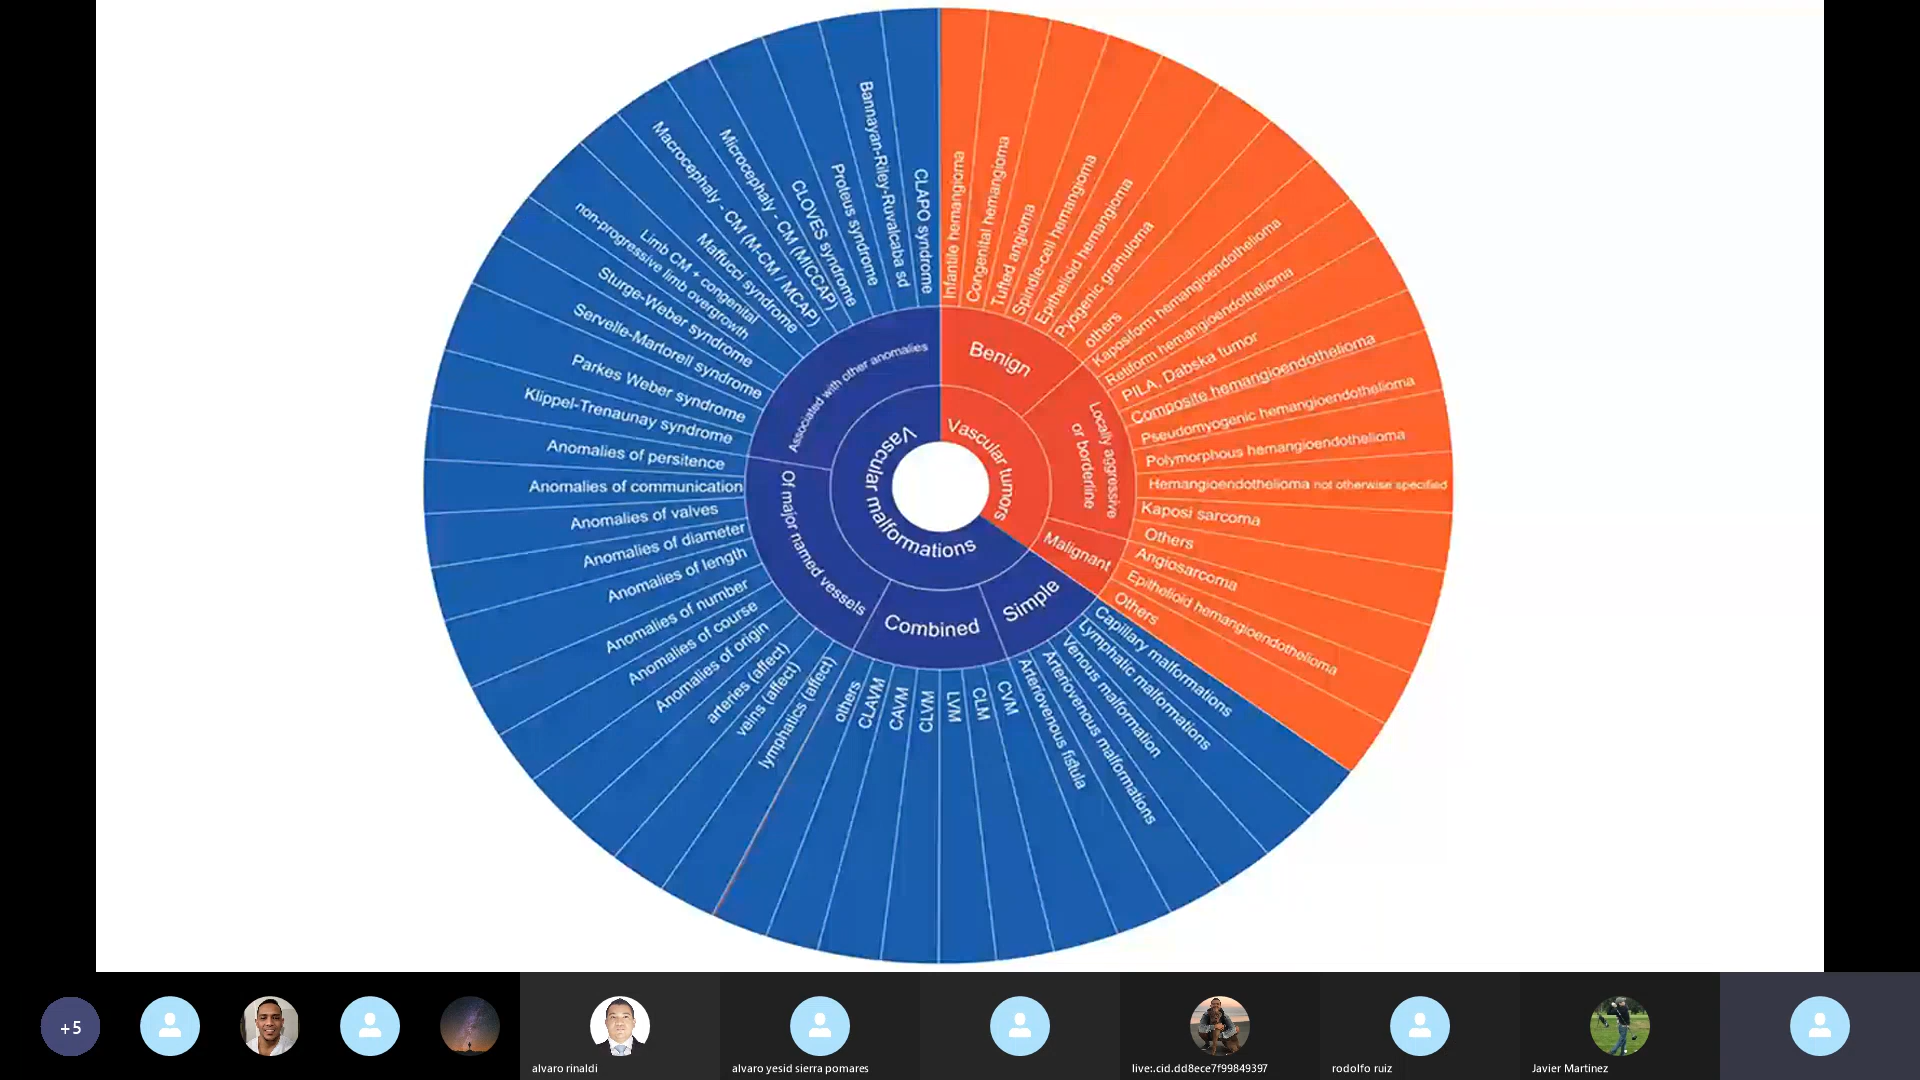 Vascular tumors
Benign
Infantile hemangioma
Congenital hemangioma
Tufted angioma
Spindle-cell hemangioma
Epithelioid hemangioma
Pyogenic granuloma
others
Locally aggressive
or borderline
Kaposiform hemangioendothelioma
Retiform hemangioendothelioma
PILA, Dabska tumor
Composite hemangioendothelioma
Pseudomyogenic hemangioendothelioma
Polymorphous hemangioendothelioma
Hemangioendothelioma not otherwise specified
Kaposi sarcoma
Others
Malignant
Angiosarcoma
Epithelioid hemangioendothelioma
Others
Vascular malformations
Simple
Capillary malformations
Lymphatic malformations
Venous malformation
Arteriovenous malformations
Arteriovenous fistula
Combined
CVM
CLM
LVM
CLVM
CAVM
CLAVM
others
Of major named vessels
lymphatics (affect)
veins (affect)
arteries (affect)
Anomalies of origin
Anomalies of course
Anomalies of number
Anomalies of length
Anomalies of diameter
Anomalies of valves
Anomalies of communication
Anomalies of persitence
Associated with other anomalies
Klippel-Trenaunay syndrome
Parkes Weber syndrome
Servelle-Martorell syndrome
Sturge-Weber syndrome
Limb CM + congenital
non-progressive limb overgrowth
Maffucci syndrome
Macrocephaly - CM (M-CM / MCAP)
Microcephaly - CM (MICCAP)
CLOVES syndrome
Proteus syndrome
Bannayan-Riley-Ruvalcaba sd
CLAPO syndrome
+5
alvaro rinaldi
alvaro yesid sierra pomares
live:.cid.dd8ece7f99849397
rodolfo ruiz
Javier Martinez